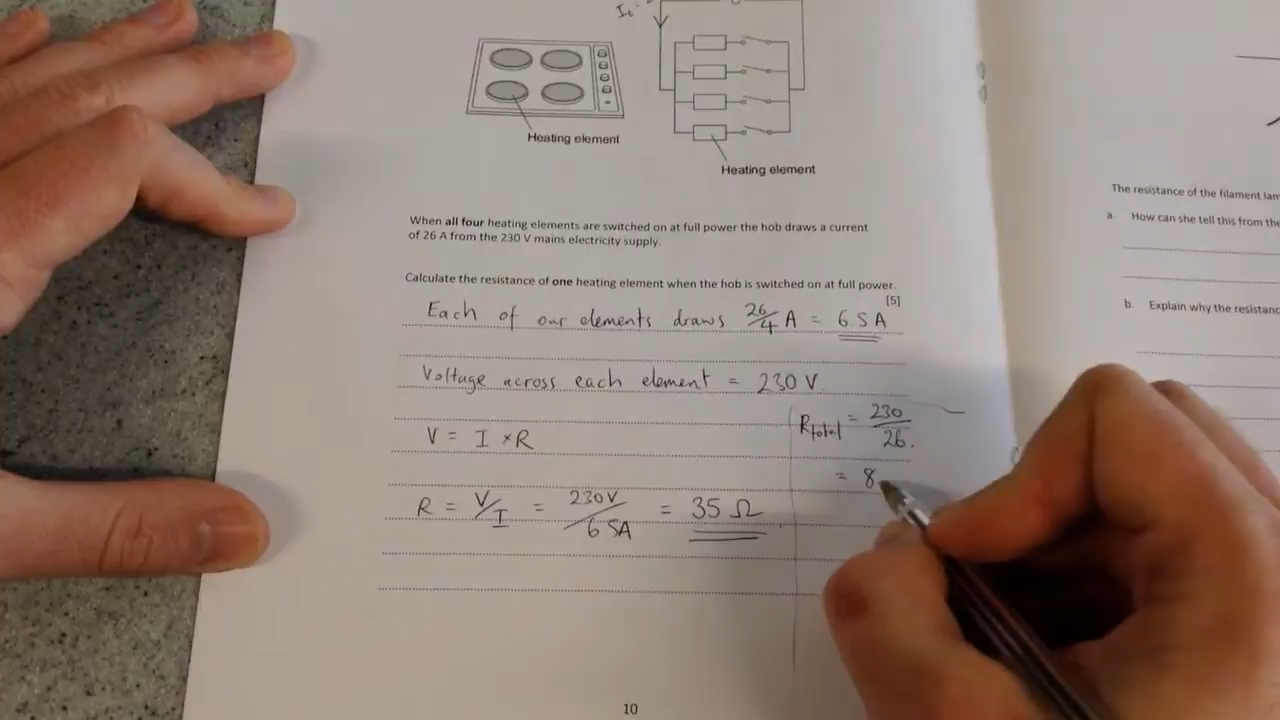 Heating element
Heating element
When all four heating elements are switched on at full power the hob draws a current
of 26 A from the 230 V mains electricity supply.
Calculate the resistance of one heating element when the hob is switched on at full power.
[5]
Each of our elements draws 26/4 A = 6.5 A
Voltage across each element = 230 V
V = I × R
R = V/I = 230V/6.5A = 35 Ω
Rtotal = 230/26.
= 8
10
The resistance of the filament lam
a. How can she tell this from the
b. Explain why the resistanc